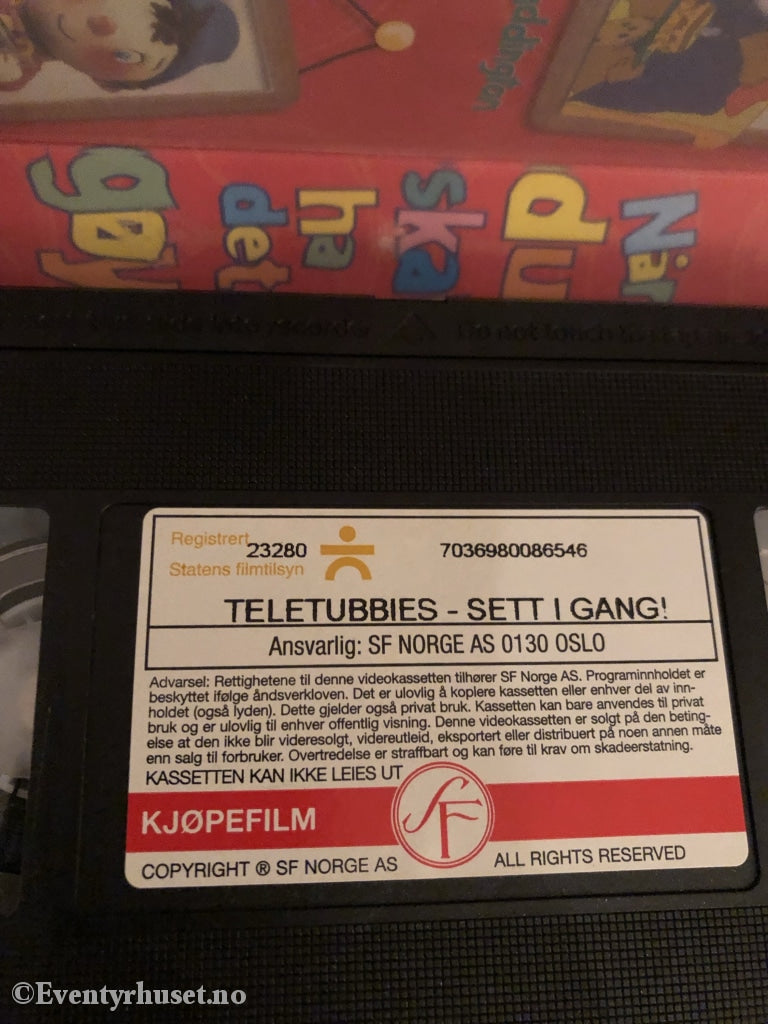 Paddington
Når du ska ha det gøy
Registrert 23280
Statens filmtilsyn
7036980086546
TELETUBBIES - SETT I GANG!
Ansvarlig: SF NORGE AS 0130 OSLO
Advarsel: Rettighetene til denne videokassetten tilhører SF Norge AS. Programinnholdet er
beskyttet ifølge åndsverkloven. Det er ulovlig å kopiere kassetten eller enhver del av inn-
holdet (også lyden). Dette gjelder også privat bruk. Kassetten kan bare anvendes til privat
bruk og er ulovlig til enhver offentlig visning. Denne videokassetten er solgt på den beting-
else at den ikke blir videresolgt, videreutleid, eksportert eller distribuert på noen annen måte
enn salg til forbruker. Overtredelse er straffbart og kan føre til krav om skadeerstatning.
KASSETTEN KAN IKKE LEIES UT
KJØPEFILM
SF
COPYRIGHT ® SF NORGE AS
ALL RIGHTS RESERVED
©Eventyrhuset.no